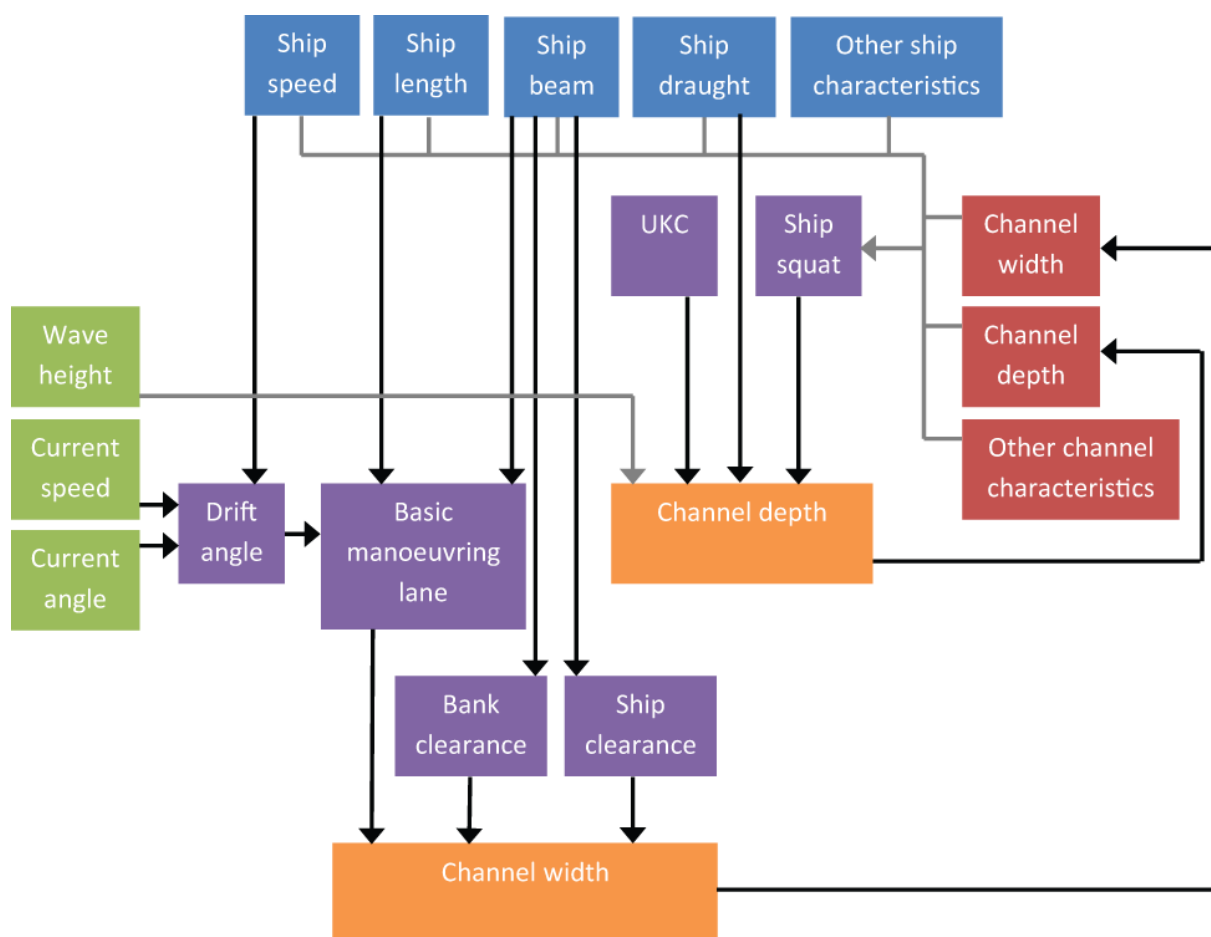 Ship
speed
Ship
length
Ship
beam
Ship
draught
Other ship
characteristics
UKC
Ship
squat
Channel
width
Wave
height
Channel
depth
Current
speed
Other channel
characteristics
Drift
angle
Basic
manoeuvring
lane
Channel depth
Current
angle
Bank
clearance
Ship
clearance
Channel width